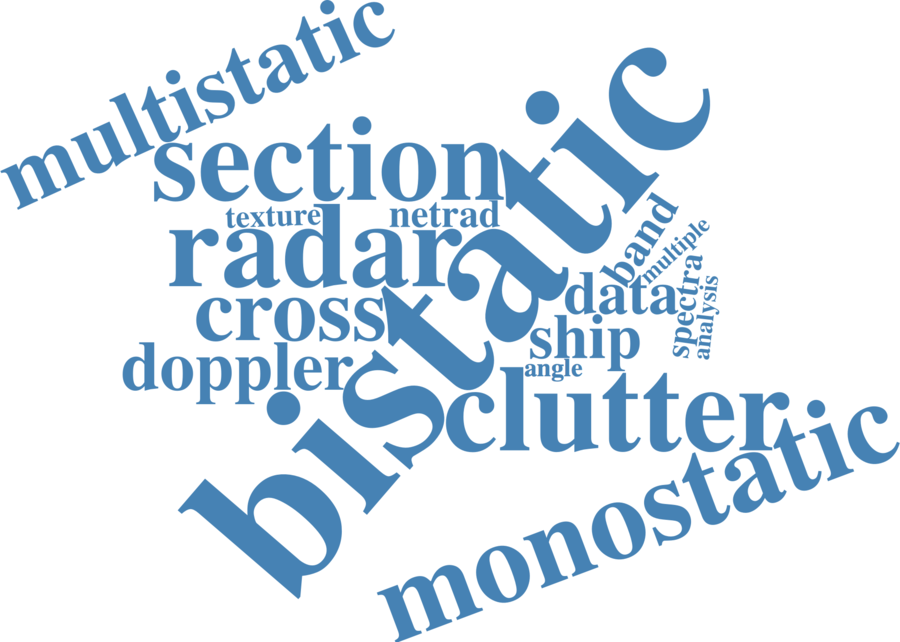 multistatic
section
bistatic
texture
netrad
radar
band
multiple
cross
data
spectra
analysis
ship
doppler
angle
clutter
monostatic